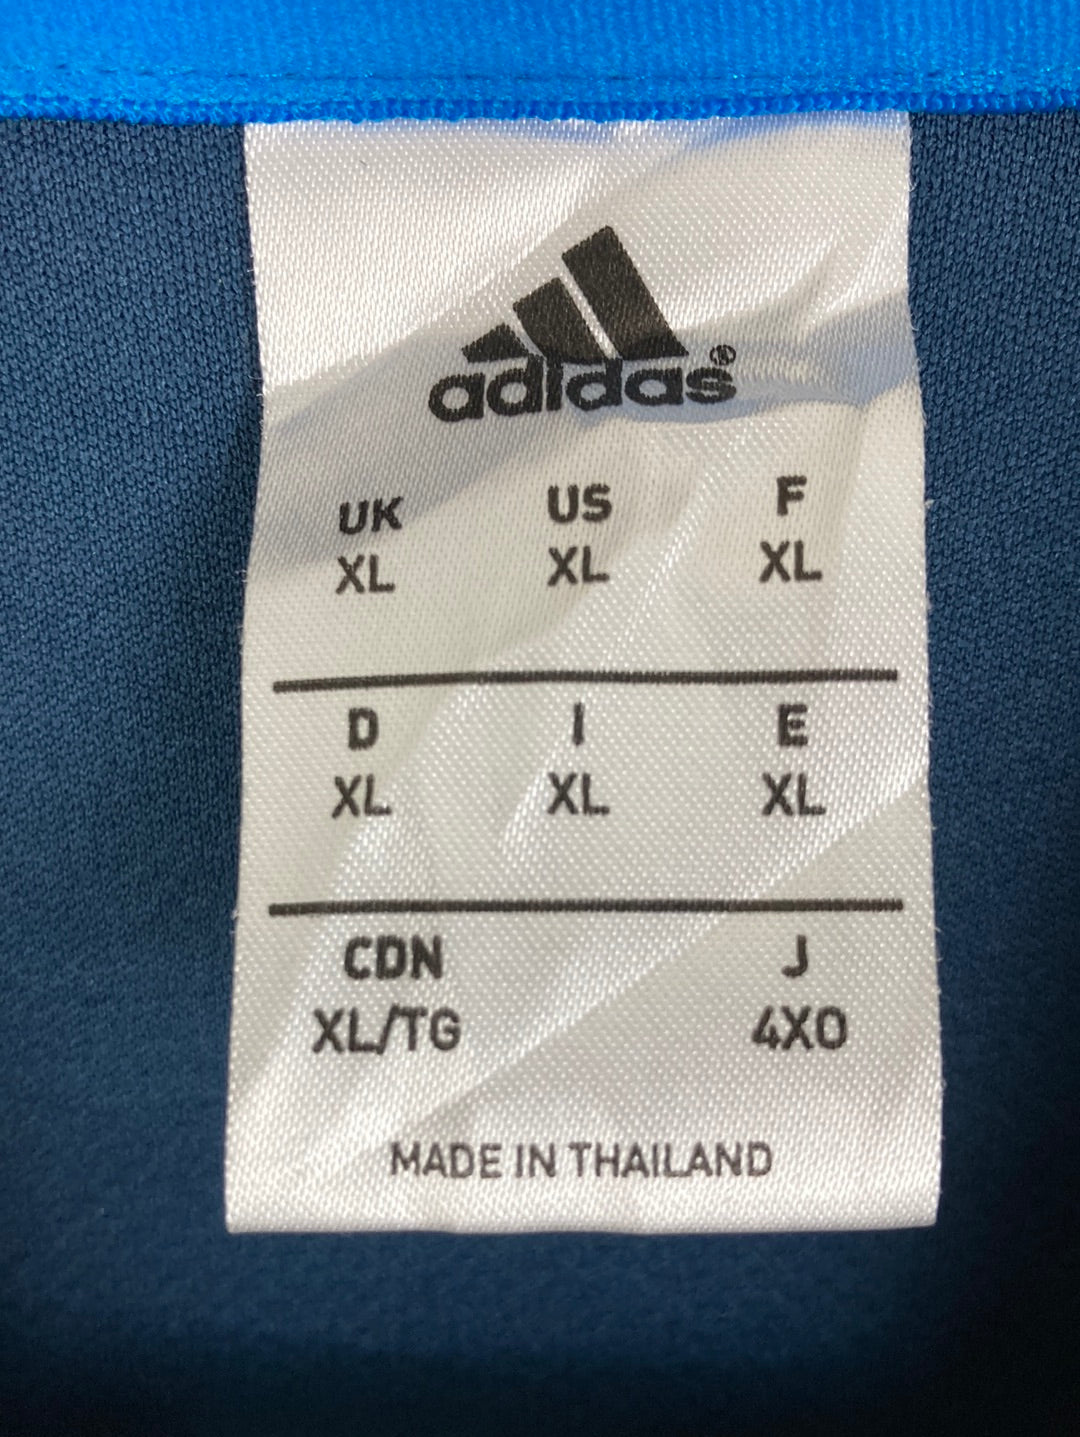 adidas®
UK US F
XL XL XL
D I E
XL XL XL
CDN J
XL/TG 4XO
MADE IN THAILAND